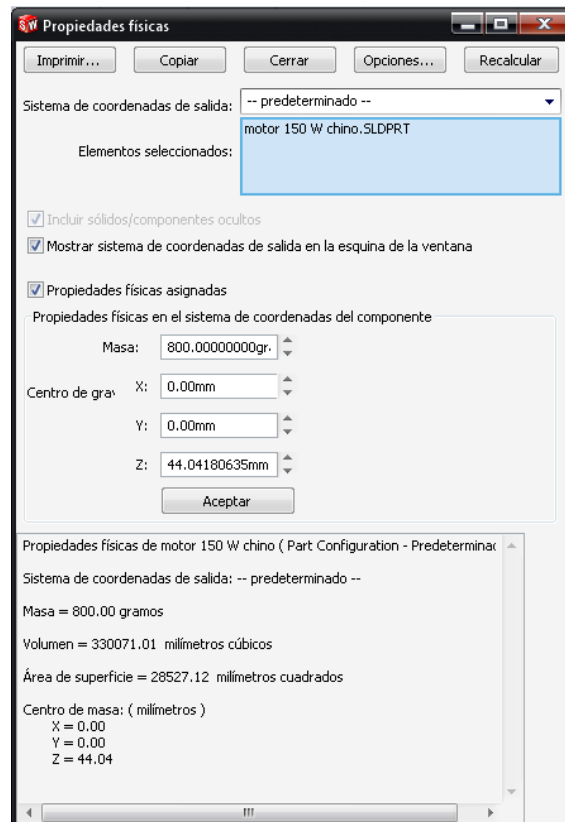 SW Propiedades físicas
Imprimir... Copiar Cerrar Opciones... Recalcular
Sistema de coordenadas de salida: -- predeterminado --
Elementos seleccionados: motor 150 W chino.SLDPRT
Incluir sólidos/componentes ocultos
Mostrar sistema de coordenadas de salida en la esquina de la ventana
Propiedades físicas asignadas
Propiedades físicas en el sistema de coordenadas del componente
Masa: 800.00000000gr.
Centro de grav X: 0.00mm
Y: 0.00mm
Z: 44.04180635mm
Aceptar
Propiedades físicas de motor 150 W chino ( Part Configuration - Predeterminac
Sistema de coordenadas de salida: -- predeterminado --
Masa = 800.00 gramos
Volumen = 330071.01 milímetros cúbicos
Área de superficie = 28527.12 milímetros cuadrados
Centro de masa: ( milímetros )
X = 0.00
Y = 0.00
Z = 44.04